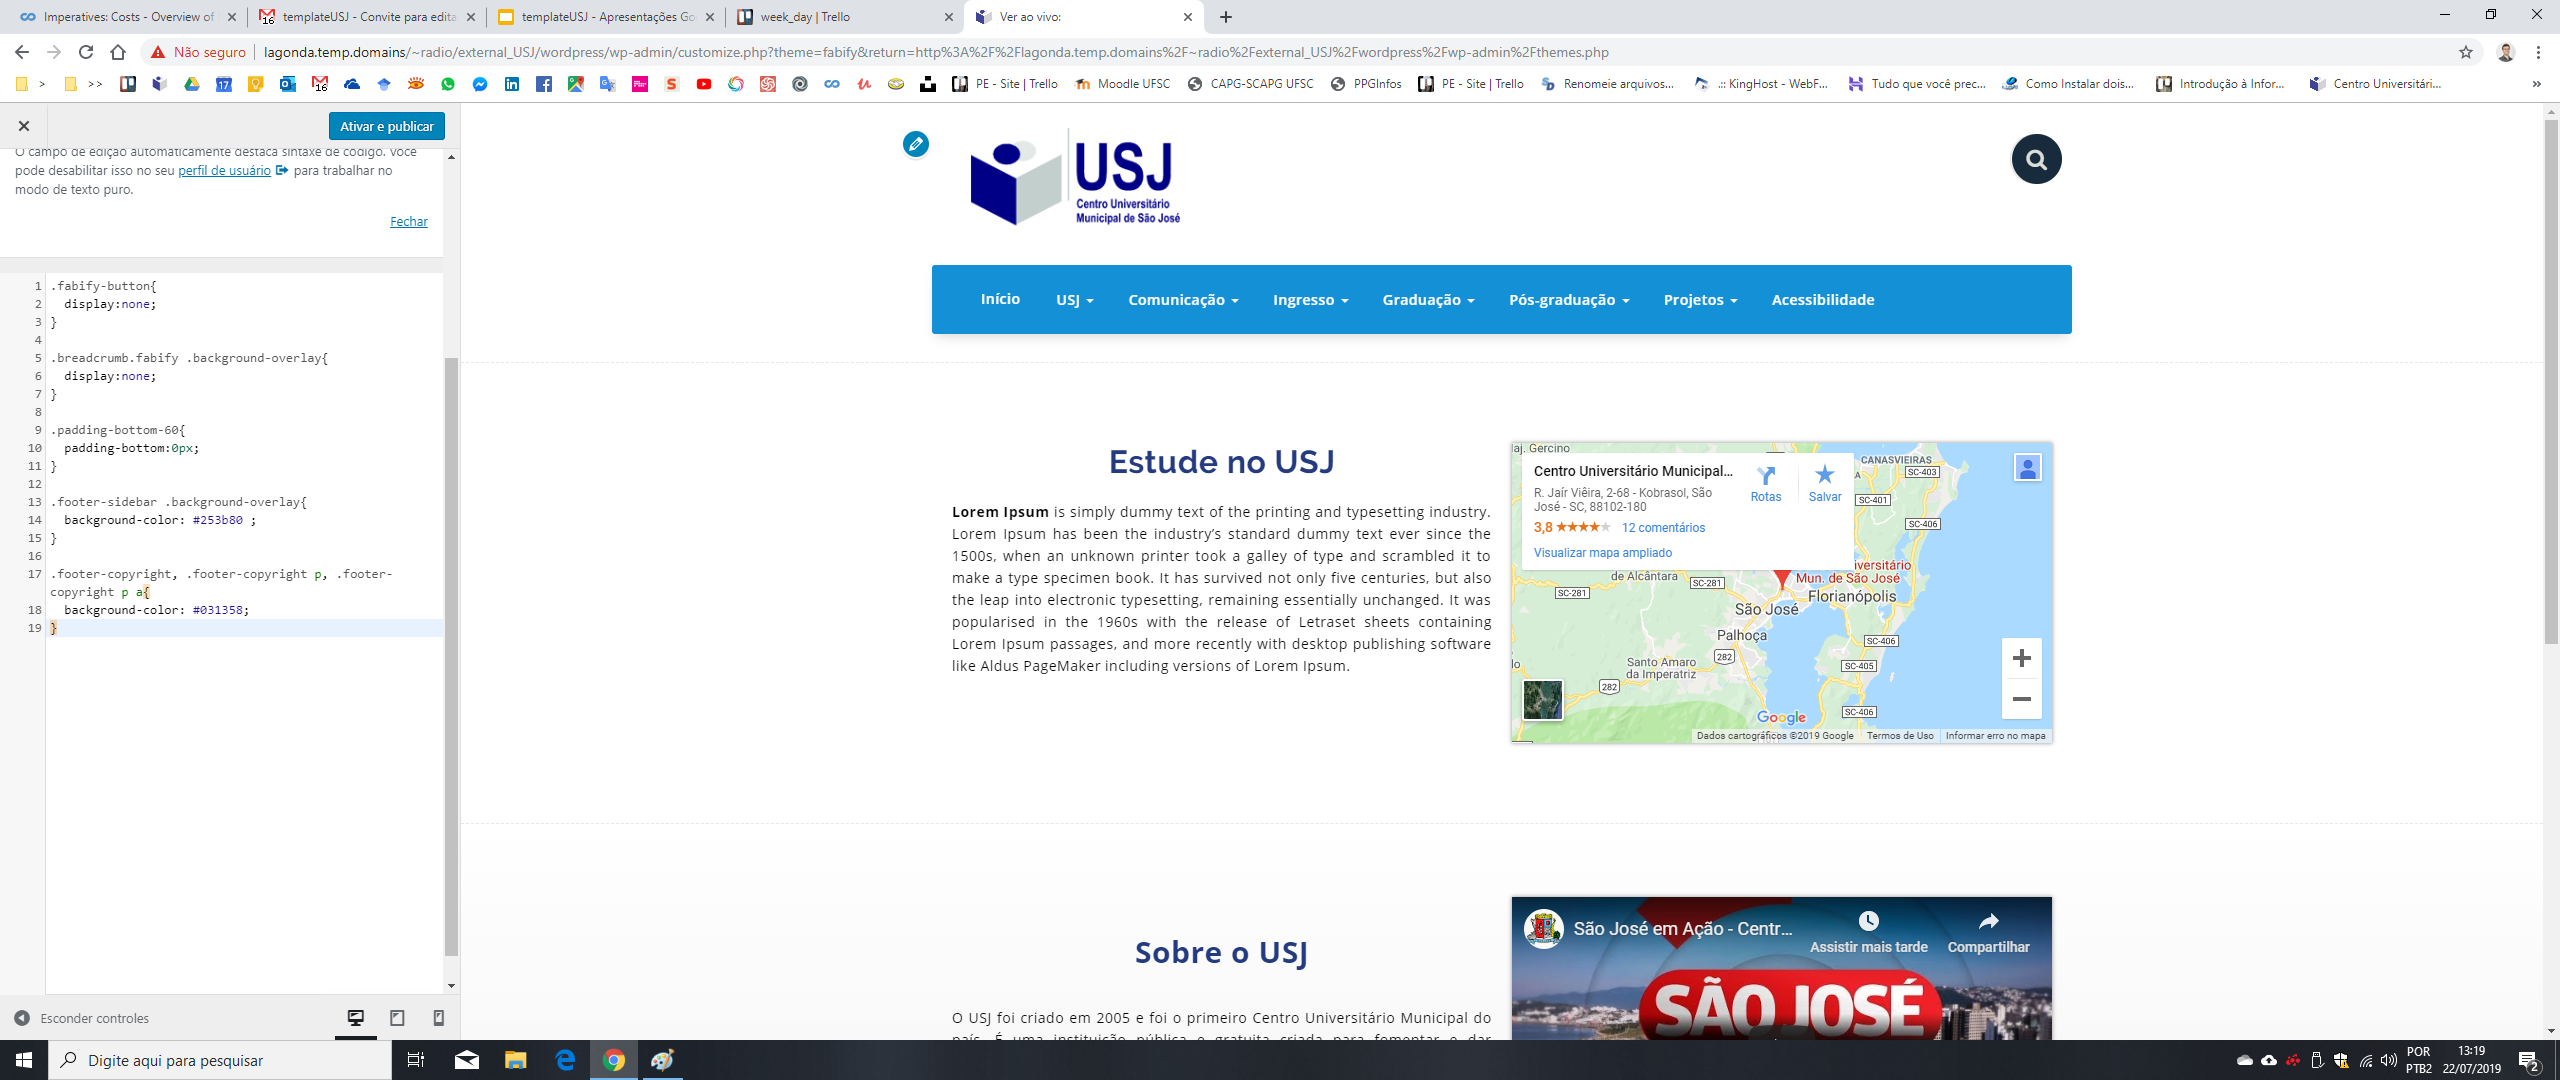 Imperatives: Costs - Overview of
templateUSJ - Convite para edita
templateUSJ - Apresentações Go
week_day | Trello
Ver ao vivo:
Não seguro
lagonda.temp.domains/~radio/external_USJ/wordpress/wp-admin/customize.php?theme=fabify&return=http%3A%2F%2Flagonda.temp.domains%2F~radio%2Fexternal_USJ%2Fwordpress%2Fwp-admin%2Fthemes.php
>
>>
17
16
PE - Site | Trello
Moodle UFSC
CAPG-SCAPG UFSC
PPGInfos
PE - Site | Trello
Renomeie arquivos...
.:: KingHost - WebF...
Tudo que você prec...
Como Instalar dois...
Introdução à Infor...
Centro Universitári...
»
Ativar e publicar
O campo de edição automaticamente destaca sintaxe de código. Você
pode desabilitar isso no seu perfil de usuário para trabalhar no
modo de texto puro.
Fechar
1 .fabify-button{
2 display:none;
3 }
4
5 .breadcrumb.fabify .background-overlay{
6 display:none;
7 }
8
9 .padding-bottom-60{
10 padding-bottom:0px;
11 }
12
13 .footer-sidebar .background-overlay{
14 background-color: #253b80 ;
15 }
16
17 .footer-copyright, .footer-copyright p, .footer-
copyright p a{
18 background-color: #031358;
19 }
Esconder controles
USJ
Centro Universitário
Municipal de São José
Início
USJ
Comunicação
Ingresso
Graduação
Pós-graduação
Projetos
Acessibilidade
Estude no USJ
Lorem Ipsum is simply dummy text of the printing and typesetting industry.
Lorem Ipsum has been the industry’s standard dummy text ever since the
1500s, when an unknown printer took a galley of type and scrambled it to
make a type specimen book. It has survived not only five centuries, but also
the leap into electronic typesetting, remaining essentially unchanged. It was
popularised in the 1960s with the release of Letraset sheets containing
Lorem Ipsum passages, and more recently with desktop publishing software
like Aldus PageMaker including versions of Lorem Ipsum.
aj. Gercino
Centro Universitário Municipal...
R. Jaír Viêira, 2-68 - Kobrasol, São
José - SC, 88102-180
3,8
12 comentários
Visualizar mapa ampliado
Rotas
Salvar
CANASVIEIRAS
SC-403
SC-401
SC-406
de Alcântara
SC-281
SC-281
iversitário
Mun. de São José
São José
Florianópolis
Palhoça
SC-406
282
Santo Amaro
da Imperatriz
SC-405
282
SC-406
Google
Dados cartográficos ©2019 Google
Termos de Uso
Informar erro no mapa
Sobre o USJ
O USJ foi criado em 2005 e foi o primeiro Centro Universitário Municipal do
país. É uma instituição pública e gratuita criada para fomentar e dar
São José em Ação - Centr...
Assistir mais tarde
Compartilhar
SÃO JOSÉ
Digite aqui para pesquisar
POR
PTB2
13:19
22/07/2019
2